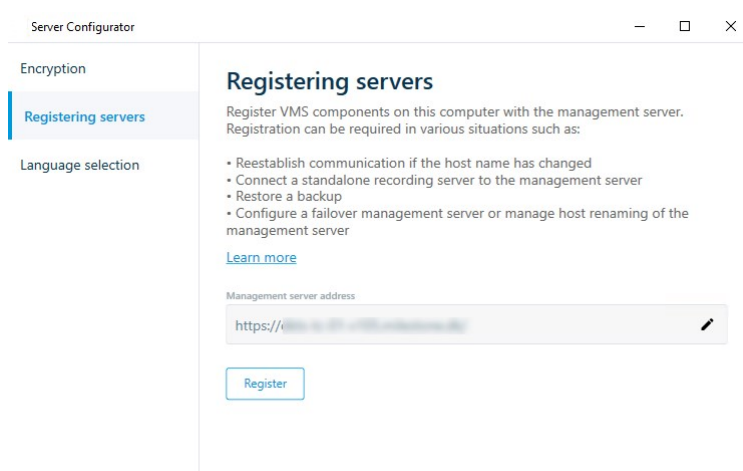 Server Configurator
Encryption
Registering servers
Language selection
Registering servers
Register VMS components on this computer with the management server.
Registration can be required in various situations such as:
• Reestablish communication if the host name has changed
• Connect a standalone recording server to the management server
• Restore a backup
• Configure a failover management server or manage host renaming of the
management server
Learn more
Management server address
https://
Register